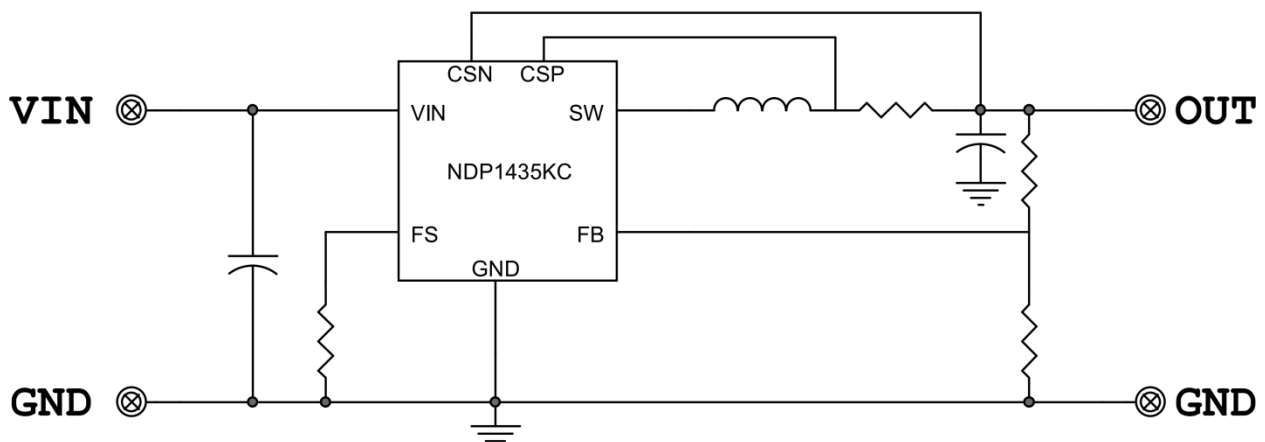 CSN CSP
VIN VIN SW OUT
NDP1435KC
FS FB
GND
GND GND